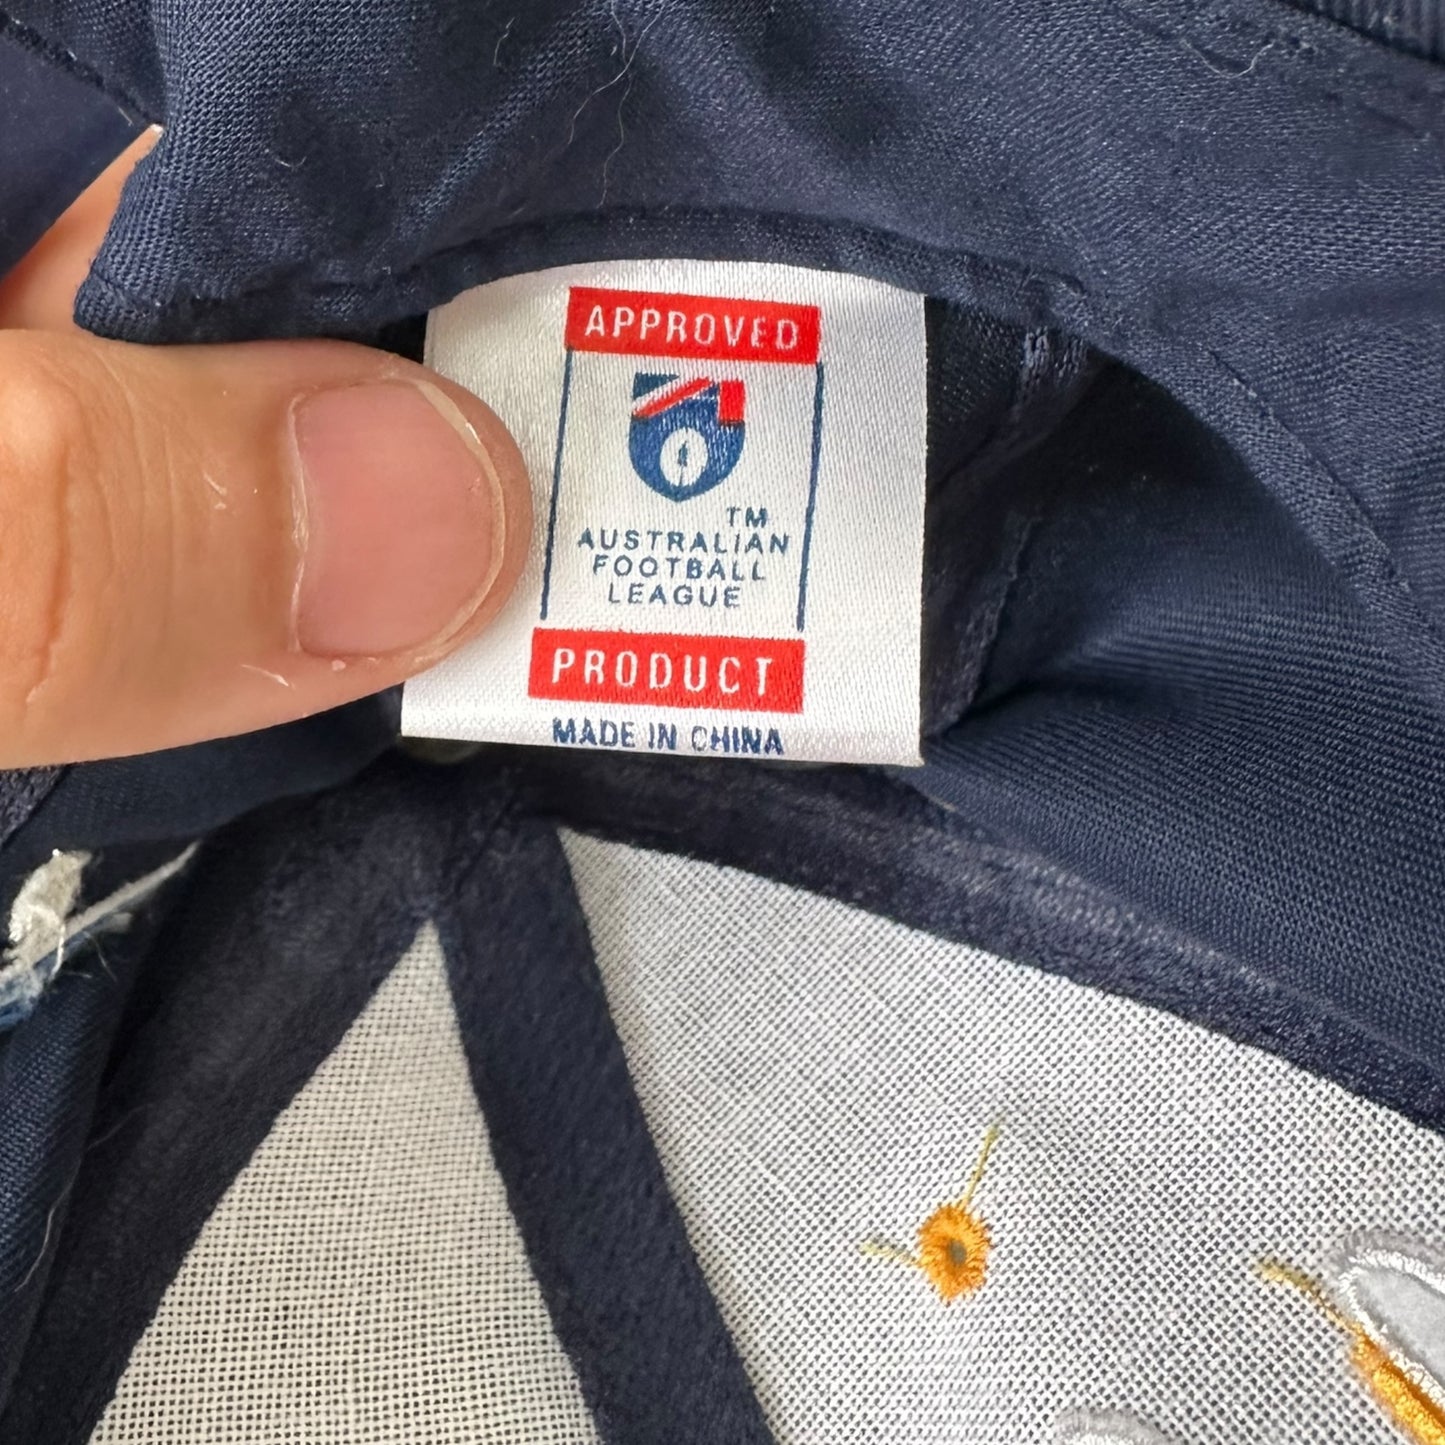 APPROVED
TM
AUSTRALIAN
FOOTBALL
LEAGUE
PRODUCT
MADE IN CHINA